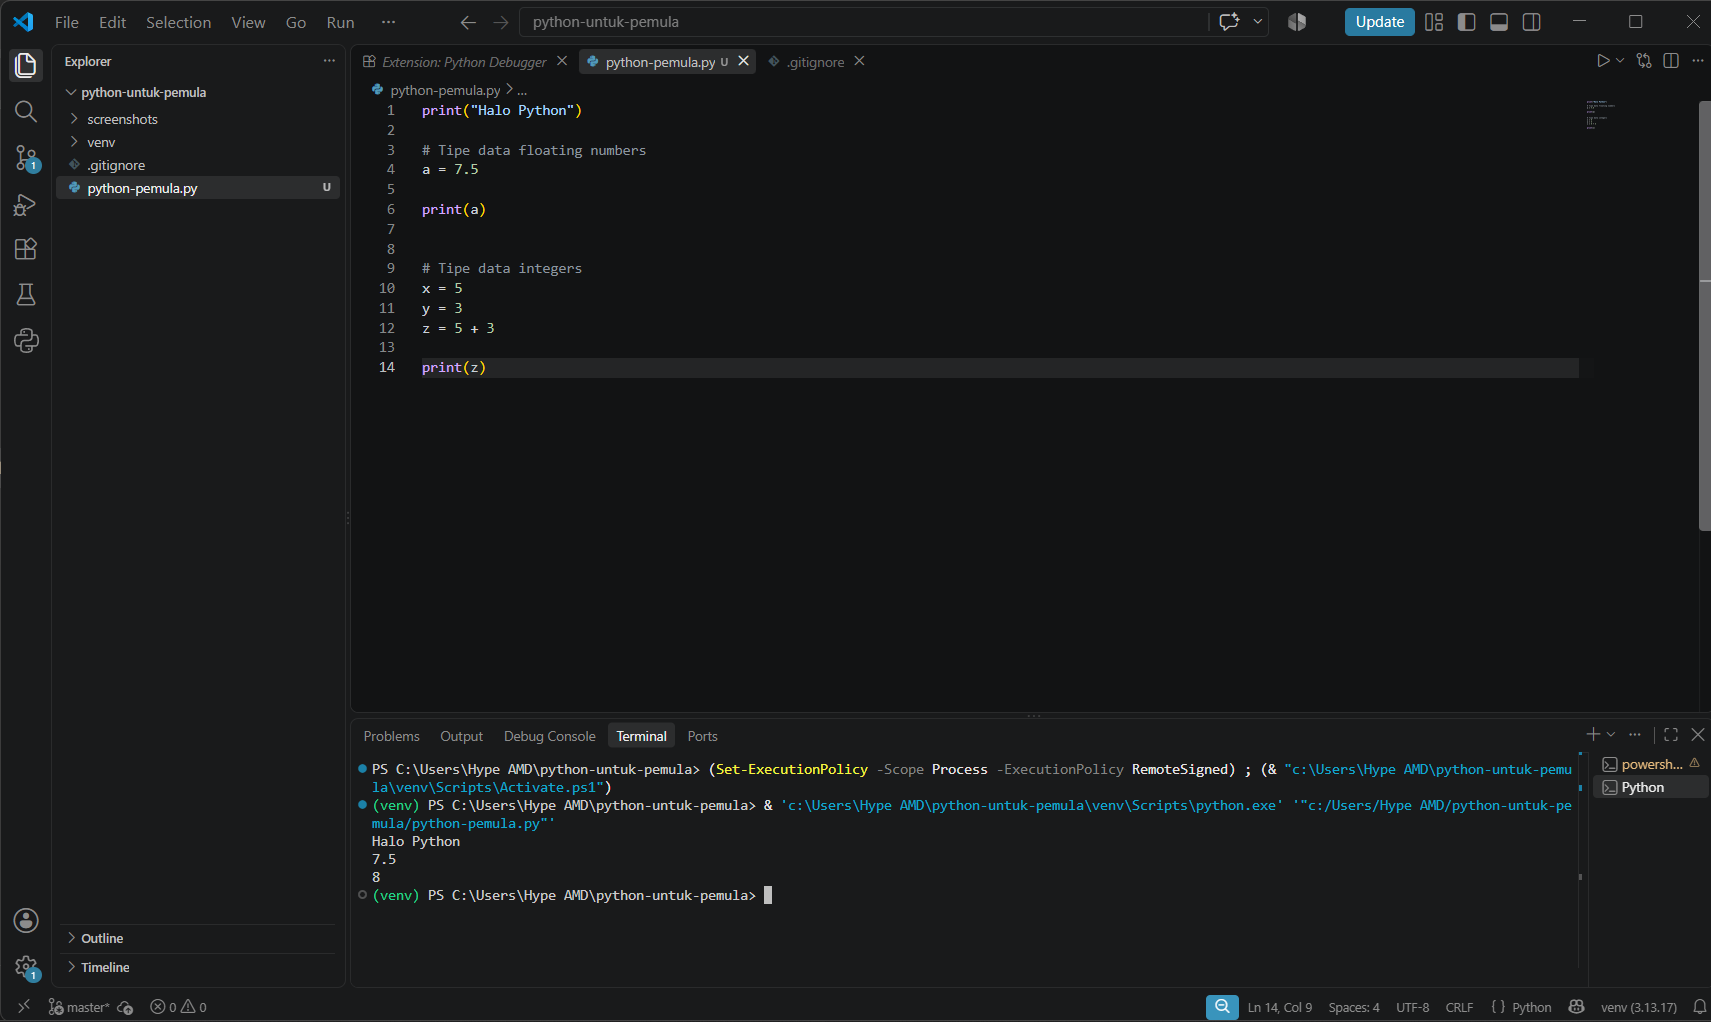 File Edit Selection View Go Run ··· python-untuk-pemula Update
Explorer ···
python-untuk-pemula
screenshots
venv
.gitignore
python-pemula.py U
Outline
Timeline
Extension: Python Debugger python-pemula.py U .gitignore
python-pemula.py > ...
1 print("Halo Python")
2
3 # Tipe data floating numbers
4 a = 7.5
5
6 print(a)
7
8
9 # Tipe data integers
10 x = 5
11 y = 3
12 z = 5 + 3
13
14 print(z)
Problems Output Debug Console Terminal Ports
PS C:\Users\Hype AMD\python-untuk-pemula> (Set-ExecutionPolicy -Scope Process -ExecutionPolicy RemoteSigned) ; (& "c:\Users\Hype AMD\python-untuk-pemu
la\venv\Scripts\Activate.ps1")
(venv) PS C:\Users\Hype AMD\python-untuk-pemula> & 'c:\Users\Hype AMD\python-untuk-pemula\venv\Scripts\python.exe' '"c:/Users/Hype AMD/python-untuk-pe
mula/python-pemula.py"'
Halo Python
7.5
8
(venv) PS C:\Users\Hype AMD\python-untuk-pemula>
powersh...
Python
1
1
master* 0 0 Ln 14, Col 9 Spaces: 4 UTF-8 CRLF { } Python venv (3.13.17)